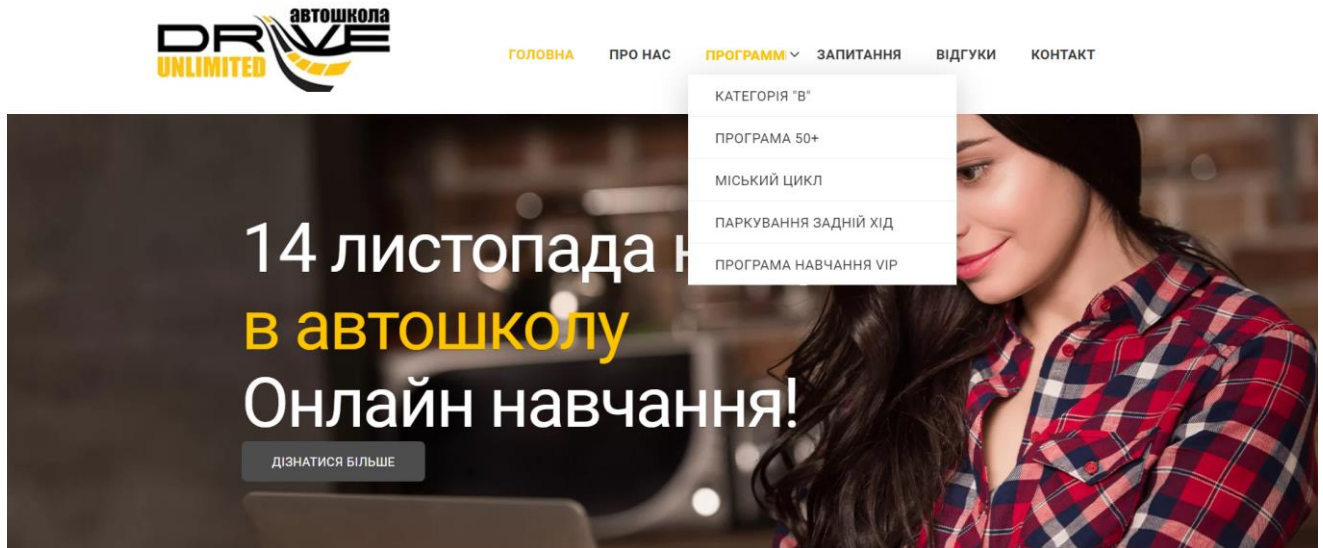 автошкола
DRIVE
UNLIMITED
ГОЛОВНА ПРО НАС ПРОГРАММ ЗАПИТАННЯ ВІДГУКИ КОНТАКТ
КАТЕГОРІЯ "В"
ПРОГРАМА 50+
МІСЬКИЙ ЦИКЛ
ПАРКУВАННЯ ЗАДНІЙ ХІД
ПРОГРАМА НАВЧАННЯ VIP
14 листопада
в автошколу
Онлайн навчання!
ДІЗНАТИСЯ БІЛЬШЕ